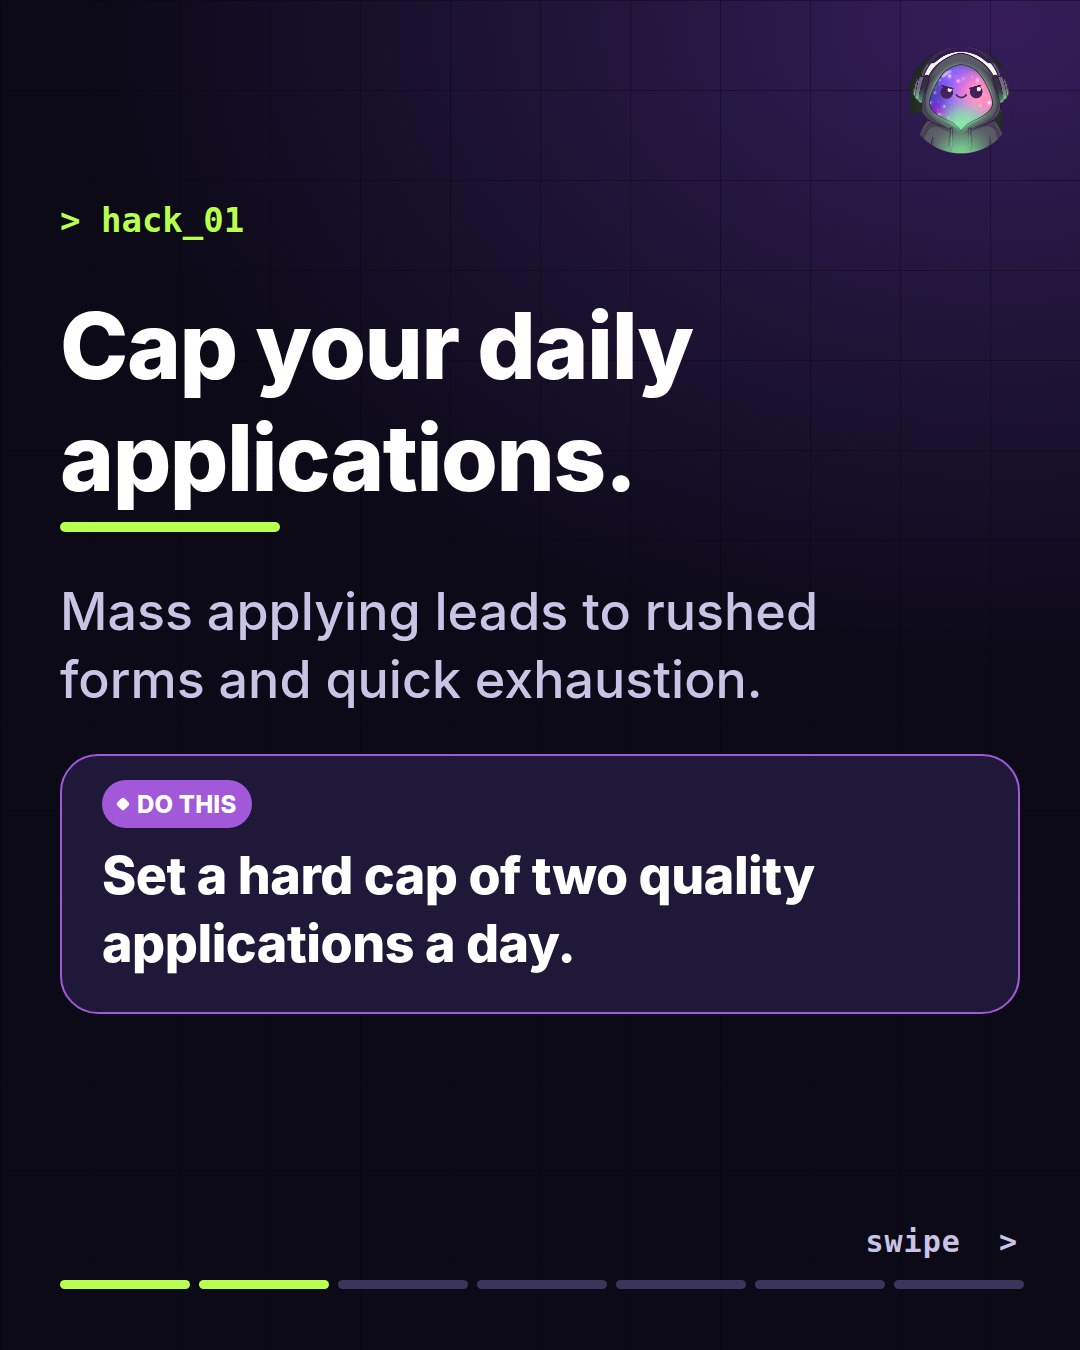 > hack_01
Cap your daily
applications.
Mass applying leads to rushed
forms and quick exhaustion.
DO THIS
Set a hard cap of two quality
applications a day.
swipe >